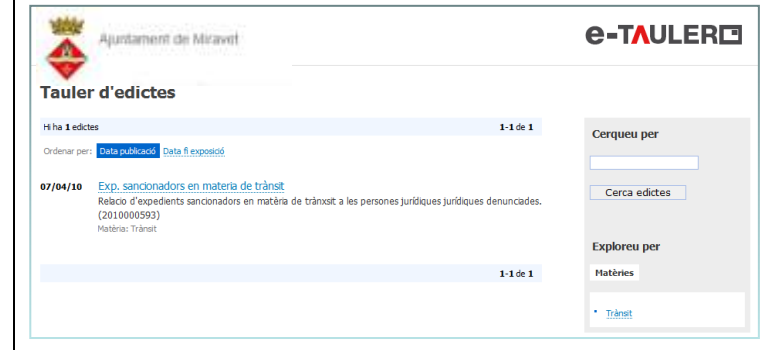 Ajuntament de Miravet
e-TAULER
Tauler d'edictes
Hi ha 1 edictes
1-1 de 1
Ordenar per: Data publicació Data fi exposició
07/04/10 Exp. sancionadors en materia de trànsit
Relacio d'expedients sancionadors en matèria de trànxsit a les persones jurídiques jurídiques denunciades.
(2010000593)
Matèria: Trànsit
1-1 de 1
Cerqueu per
Cerca edictes
Exploreu per
Matèries
Trànsit